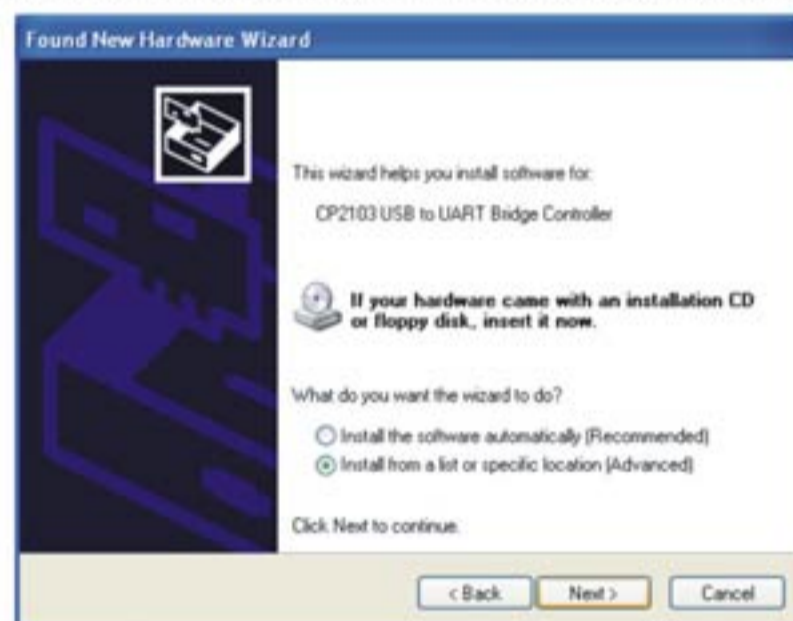 Found New Hardware Wizard
This wizard helps you install software for:
CP2103 USB to UART Bridge Controller
If your hardware came with an installation CD
or floppy disk, insert it now.
What do you want the wizard to do?
Install the software automatically (Recommended)
Install from a list or specific location (Advanced)
Click Next to continue.
< Back Next > Cancel